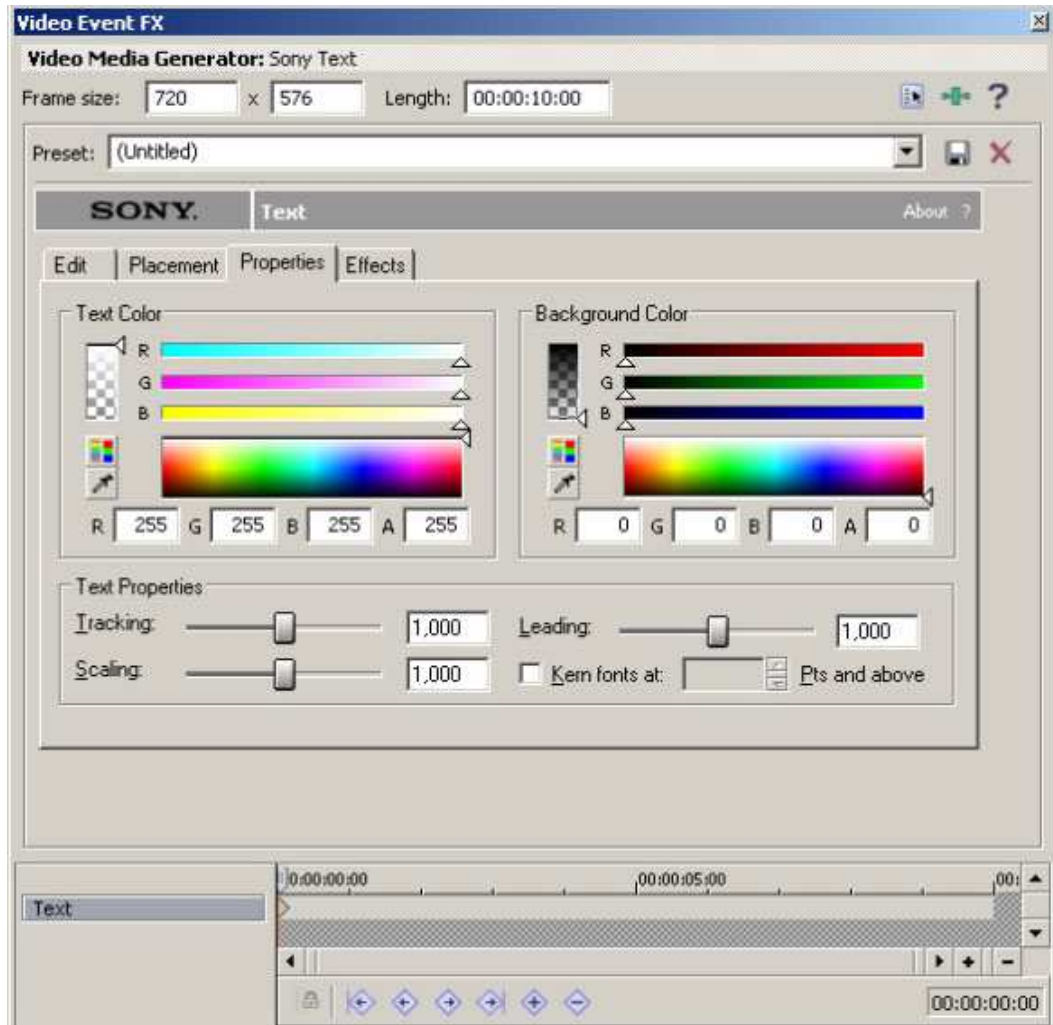 Video Event FX
Video Media Generator: Sony Text
Frame size: 720 x 576 Length: 00:00:10:00 ?
Preset: (Untitled)
SONY. Text About ?
Edit Placement Properties Effects
Text Color
R
G
B
R 255 G 255 B 255 A 255
Background Color
R
G
B
R 0 G 0 B 0 A 0
Text Properties
Tracking: 1,000 Leading: 1,000
Scaling: 1,000 Kern fonts at: Pts and above
0:00:00:00 00:00:05:00 00:
Text
00:00:00:00